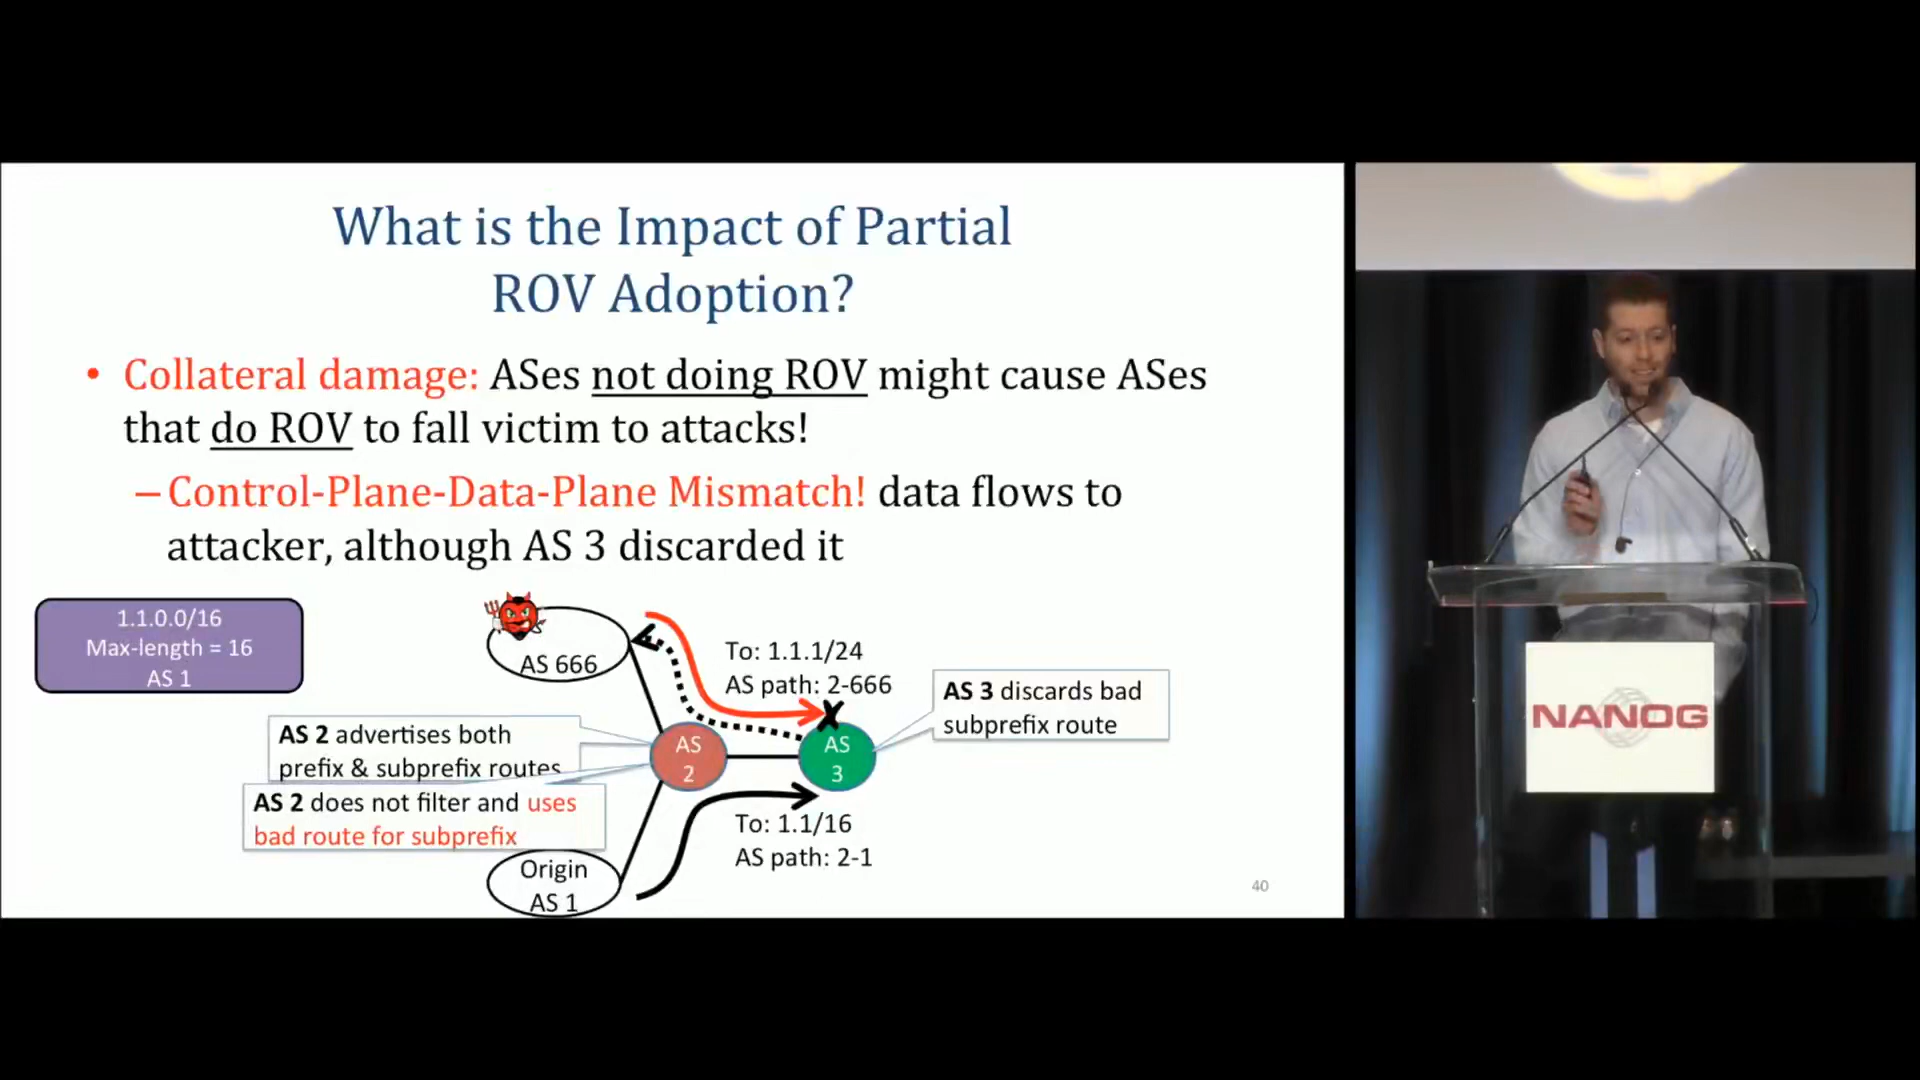 What is the Impact of Partial
ROV Adoption?
• Collateral damage: ASes not doing ROV might cause ASes
that do ROV to fall victim to attacks!
– Control-Plane-Data-Plane Mismatch! data flows to
attacker, although AS 3 discarded it
1.1.0.0/16
Max-length = 16
AS 1
AS 666
To: 1.1.1/24
AS path: 2-666
AS 3 discards bad
subprefix route
AS 2 advertises both
prefix & subprefix routes
AS
2
AS
3
AS 2 does not filter and uses
bad route for subprefix
To: 1.1/16
AS path: 2-1
Origin
AS 1
40
NANOG